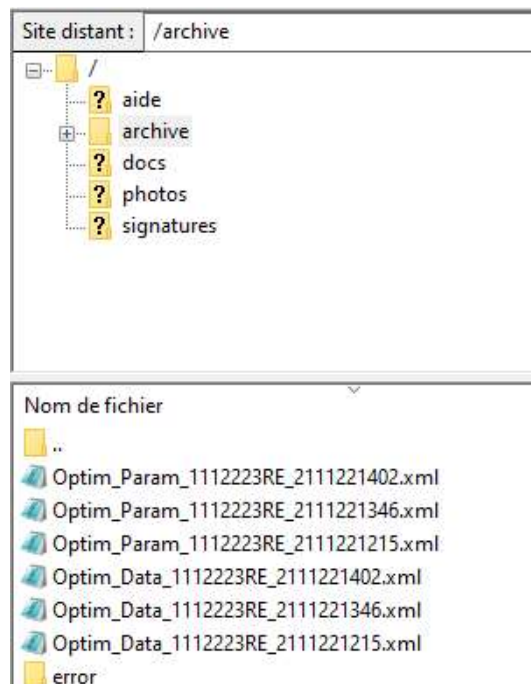 Site distant : /archive
/
? aide
archive
? docs
? photos
? signatures
Nom de fichier
..
Optim_Param_1112223RE_2111221402.xml
Optim_Param_1112223RE_2111221346.xml
Optim_Param_1112223RE_2111221215.xml
Optim_Data_1112223RE_2111221402.xml
Optim_Data_1112223RE_2111221346.xml
Optim_Data_1112223RE_2111221215.xml
error